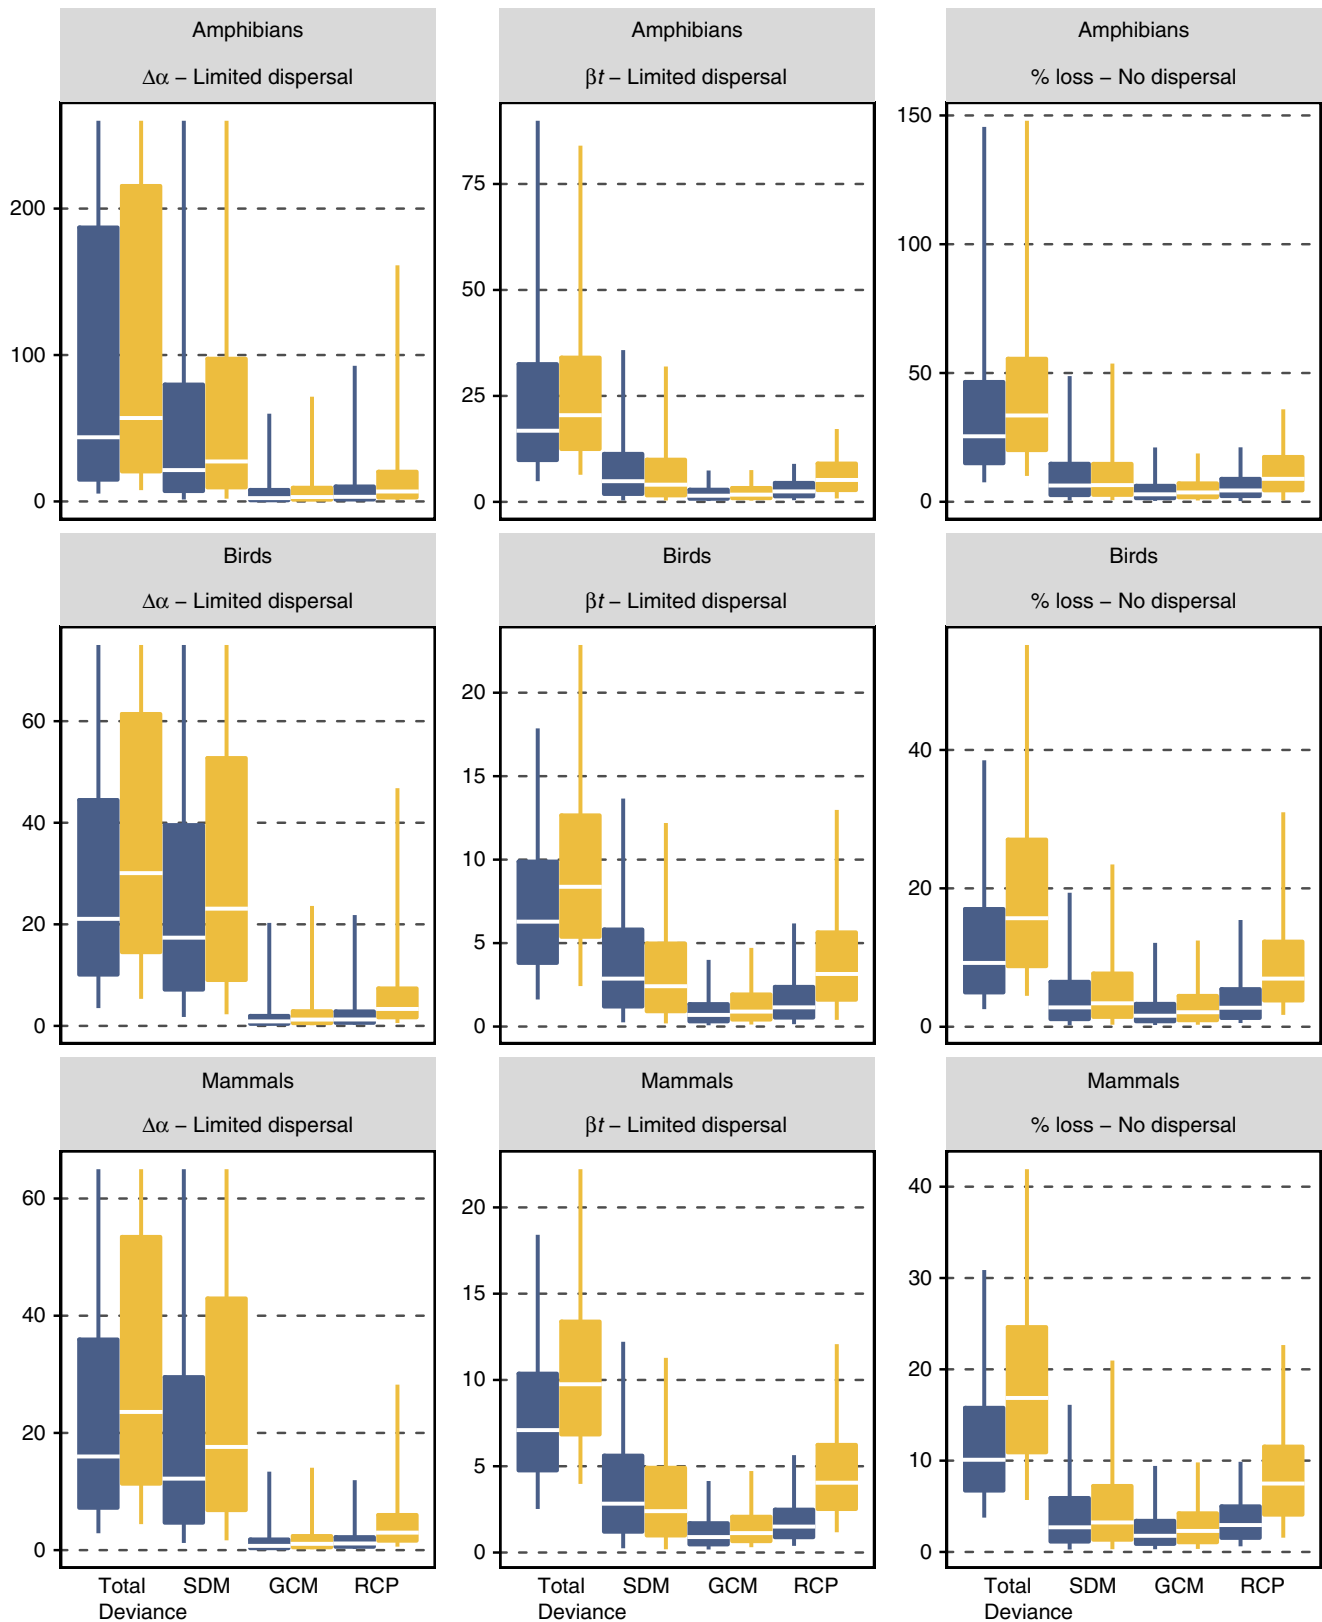 Amphibians
Δα – Limited dispersal
Amphibians
βt – Limited dispersal
Amphibians
% loss – No dispersal
200
100
0
75
50
25
0
150
100
50
0
Birds
Δα – Limited dispersal
Birds
βt – Limited dispersal
Birds
% loss – No dispersal
60
40
20
0
20
15
10
5
0
40
20
0
Mammals
Δα – Limited dispersal
Mammals
βt – Limited dispersal
Mammals
% loss – No dispersal
60
40
20
0
20
15
10
5
0
40
30
20
10
0
Total SDM GCM RCP
Deviance
Total SDM GCM RCP
Deviance
Total SDM GCM RCP
Deviance